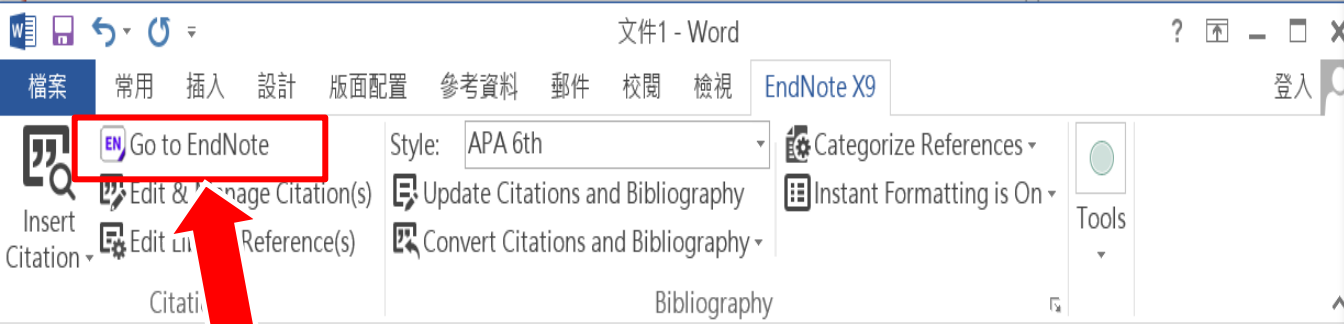 文件1 - Word
檔案 常用 插入 設計 版面配置 參考資料 郵件 校閱 檢視 EndNote X9 登入
EN Go to EndNote Style: APA 6th Categorize References
Edit & Citation(s) Update Citations and Bibliography Instant Formatting is On
Insert Citation Edit Reference(s) Convert Citations and Bibliography Tools
Bibliography